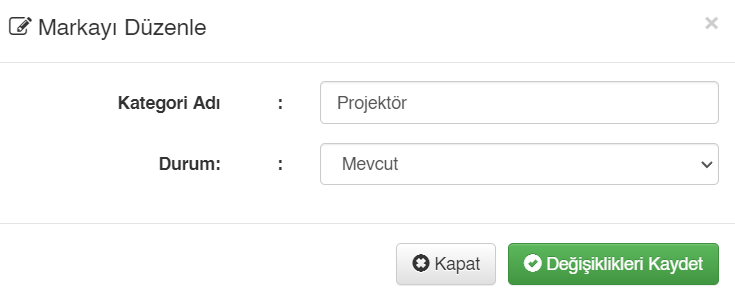 Markayı Düzenle ×
Kategori Adı : Projektör
Durum: : Mevcut
Kapat Değişiklikleri Kaydet